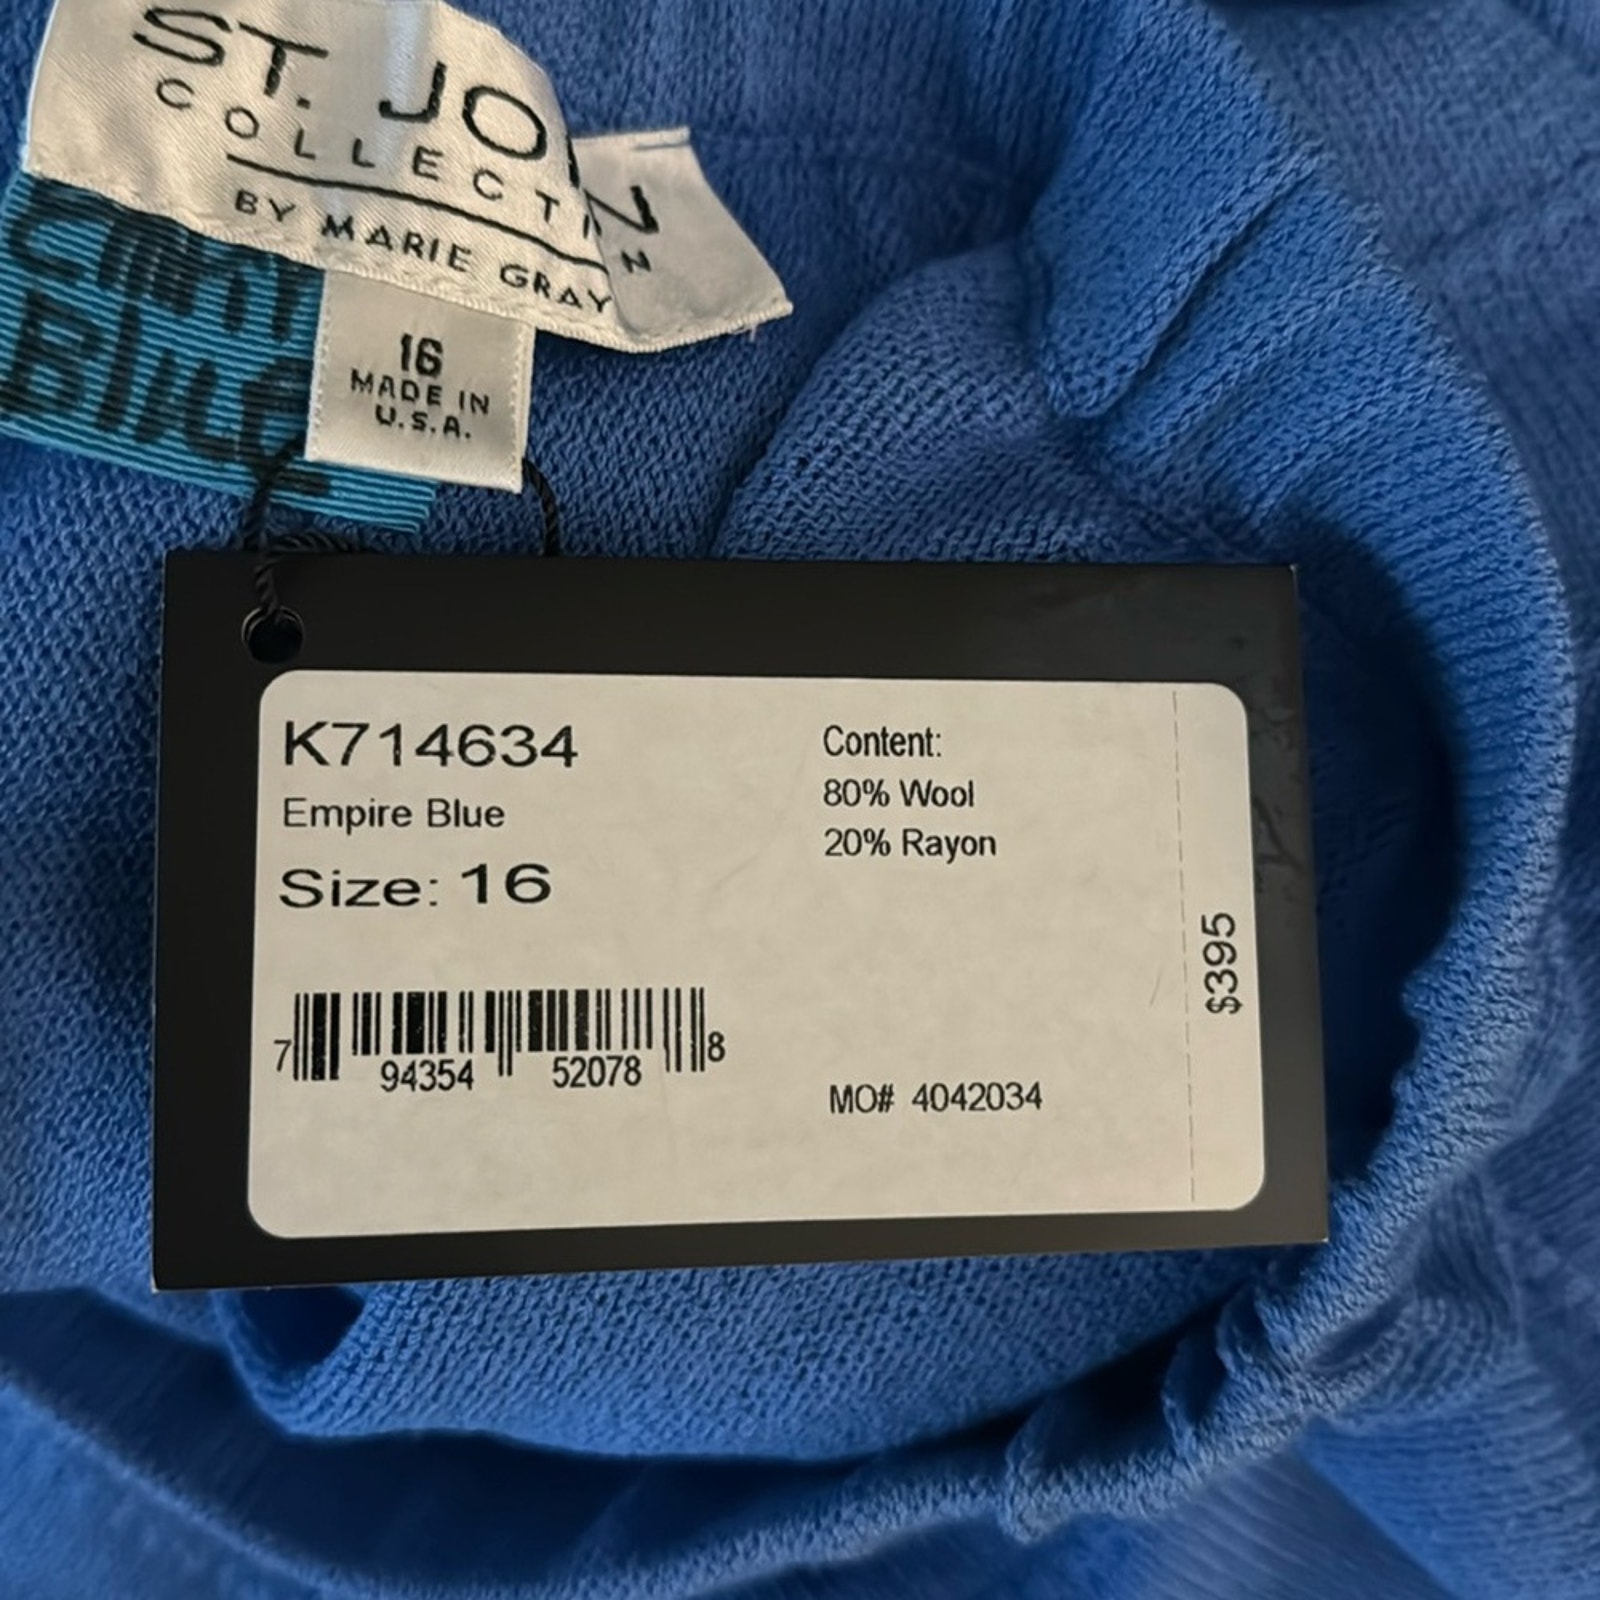 ST. JOHN
COLLECTION
BY MARIE GRAY
16
MADE IN
U.S.A.
Blue
K714634
Empire Blue
Size: 16
Content:
80% Wool
20% Rayon
$395
7 94354 52078 8
MO# 4042034